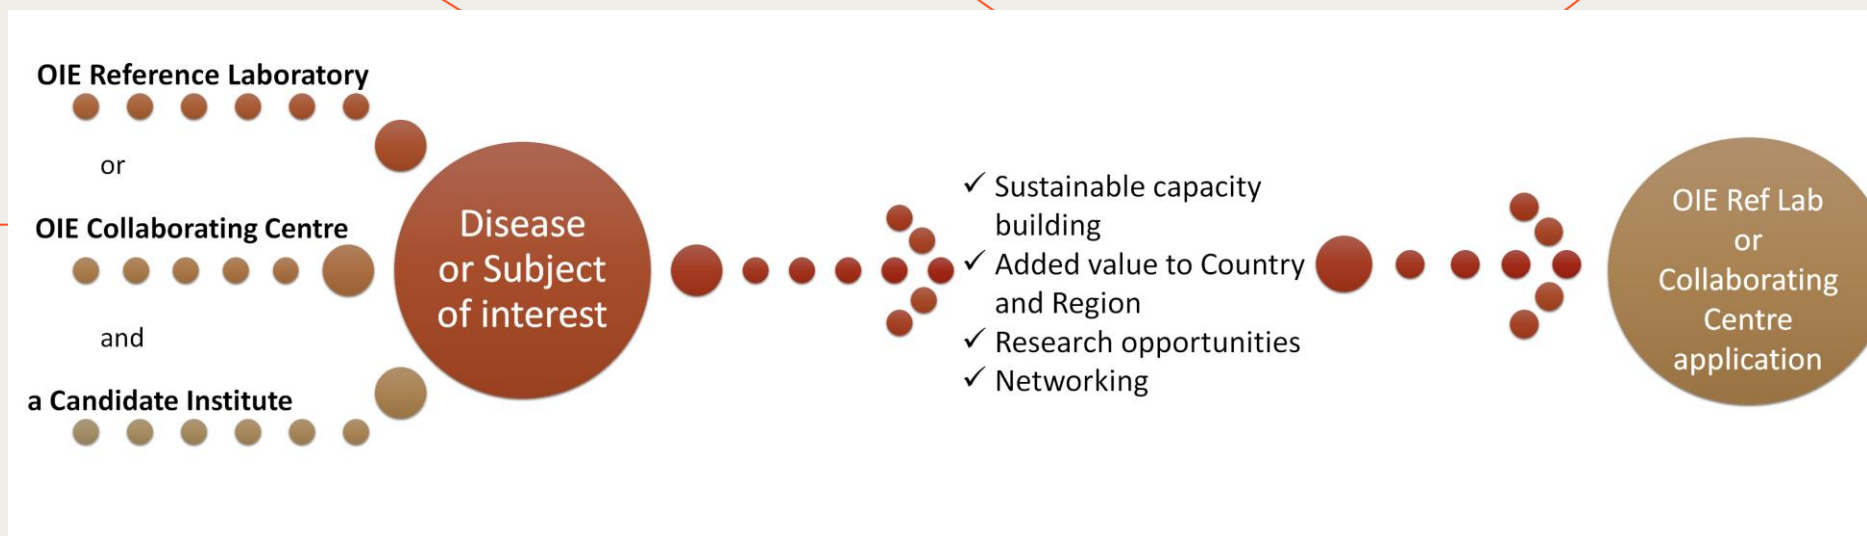 OIE Reference Laboratory
or
OIE Collaborating Centre
and
a Candidate Institute
Disease
or Subject
of interest
✓ Sustainable capacity
building
✓ Added value to Country
and Region
✓ Research opportunities
✓ Networking
OIE Ref Lab
or
Collaborating
Centre
application